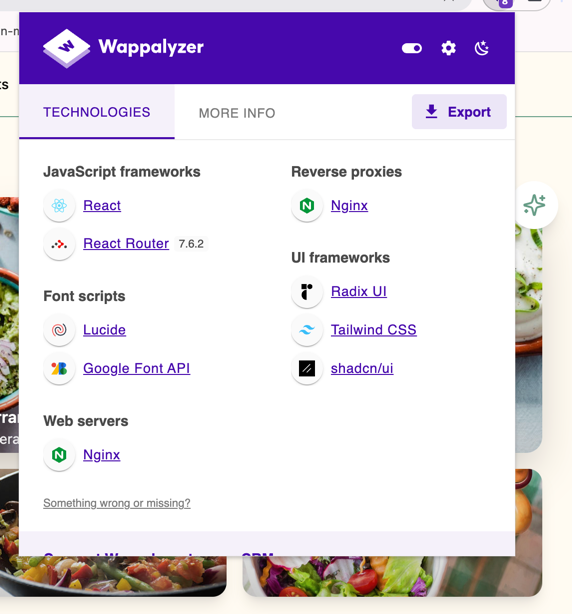 8
Wappalyzer
TECHNOLOGIES
MORE INFO
Export
JavaScript frameworks
React
React Router 7.6.2
Font scripts
Lucide
Google Font API
Web servers
Nginx
Reverse proxies
Nginx
UI frameworks
Radix UI
Tailwind CSS
shadcn/ui
Something wrong or missing?